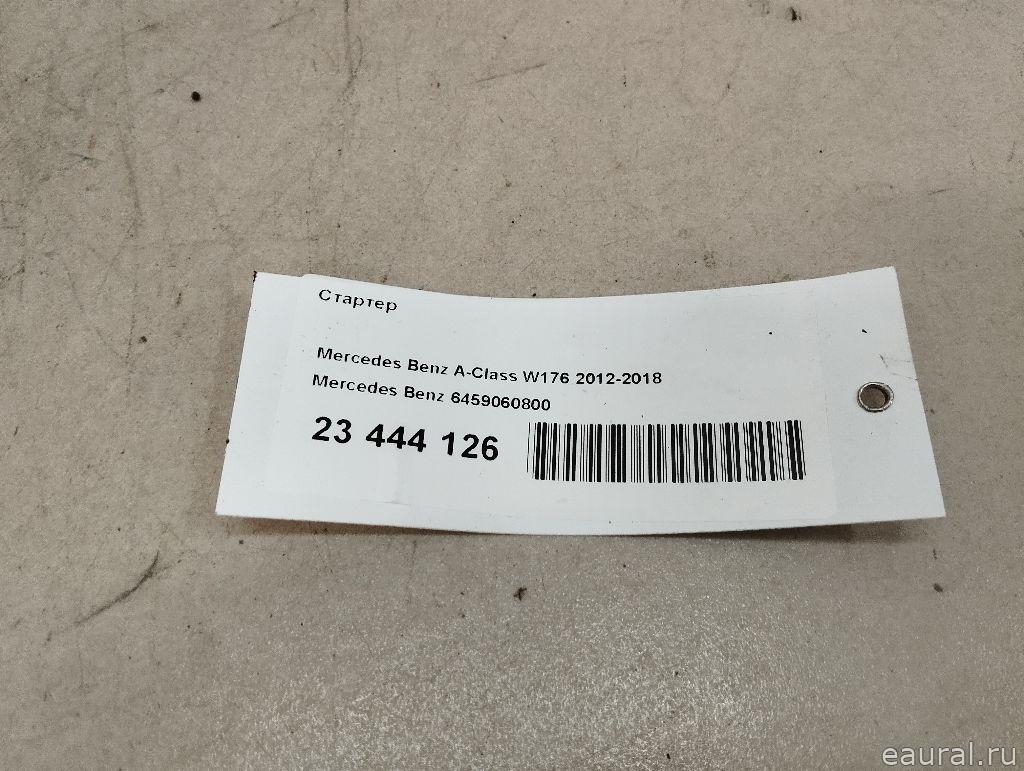 Стартер
Mercedes Benz A-Class W176 2012-2018
Mercedes Benz 6459060800
23 444 126
eaural.ru